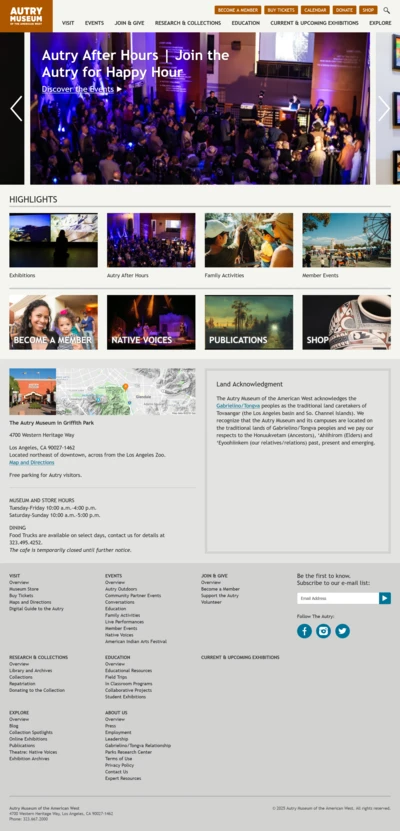 AUTRY
MUSEUM
OF THE AMERICAN WEST
BECOME A MEMBER
BUY TICKETS
CALENDAR
DONATE
SHOP
VISIT
EVENTS
JOIN & GIVE
RESEARCH & COLLECTIONS
EDUCATION
CURRENT & UPCOMING EXHIBITIONS
EXPLORE
Autry After Hours | Join the
Autry for Happy Hour
Discover the Events
HIGHLIGHTS
Exhibitions
Autry After Hours
Family Activities
Member Events
BECOME A MEMBER
NATIVE VOICES
PUBLICATIONS
SHOP
Glendale
The Autry Museum in Griffith Park
4700 Western Heritage Way
Los Angeles, CA 90027-1462
Located northeast of downtown, across from the Los Angeles Zoo.
Map and Directions
Free parking for Autry visitors.
MUSEUM AND STORE HOURS
Tuesday-Friday 10:00 a.m.-4:00 p.m.
Saturday-Sunday 10:00 a.m.-5:00 p.m.
DINING
Food Trucks are available on select days, contact us for details at
323.495.4252.
The cafe is temporarily closed until further notice.
Land Acknowledgment
The Autry Museum of the American West acknowledges the
Gabrielino/Tongva peoples as the traditional land caretakers of
Tovaangar (the Los Angeles basin and So. Channel Islands). We
recognize that the Autry Museum and its campuses are located on
the traditional lands of Gabrielino/Tongva peoples and we pay our
respects to the Honuukvetam (Ancestors), 'Ahiihirom (Elders) and
'Eyoohiinkem (our relatives/relations) past, present and emerging.
VISIT
Overview
Museum Store
Buy Tickets
Maps and Directions
Digital Guide to the Autry
EVENTS
Overview
Autry Outdoors
Community Partner Events
Conversations
Education
Family Activities
Live Performances
Member Events
Native Voices
American Indian Arts Festival
JOIN & GIVE
Overview
Become a Member
Support the Autry
Volunteer
Be the first to know.
Subscribe to our e-mail list:
Email Address
Follow The Autry:
RESEARCH & COLLECTIONS
Overview
Library and Archives
Collections
Repatriation
Donating to the Collection
EDUCATION
Overview
Educational Resources
Field Trips
In Classroom Programs
Collaborative Projects
Student Exhibitions
CURRENT & UPCOMING EXHIBITIONS
EXPLORE
Overview
Blog
Collection Spotlights
Online Exhibitions
Publications
Theatre: Native Voices
Exhibition Archives
ABOUT US
Overview
Press
Employment
Leadership
Gabrielino/Tongva Relationship
Parks Research Center
Terms of Use
Privacy Policy
Contact Us
Expert Resources
Autry Museum of the American West
4700 Western Heritage Way, Los Angeles, CA 90027-1462
Phone: 323.667.2000
© 2025 Autry Museum of the American West. All rights reserved.